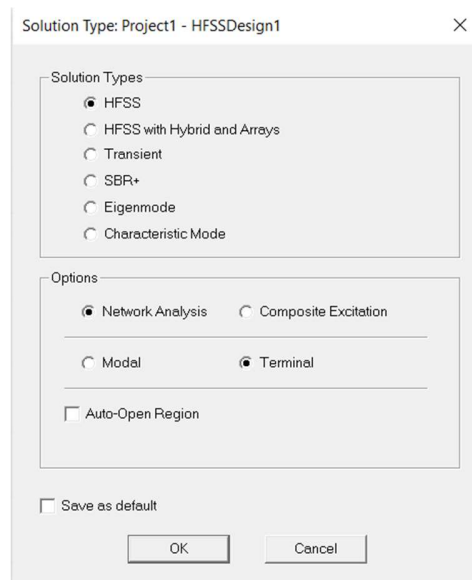 Solution Type: Project1 - HFSSDesign1
Solution Types
HFSS
HFSS with Hybrid and Arrays
Transient
SBR+
Eigenmode
Characteristic Mode
Options
Network Analysis Composite Excitation
Modal Terminal
Auto-Open Region
Save as default
OK Cancel